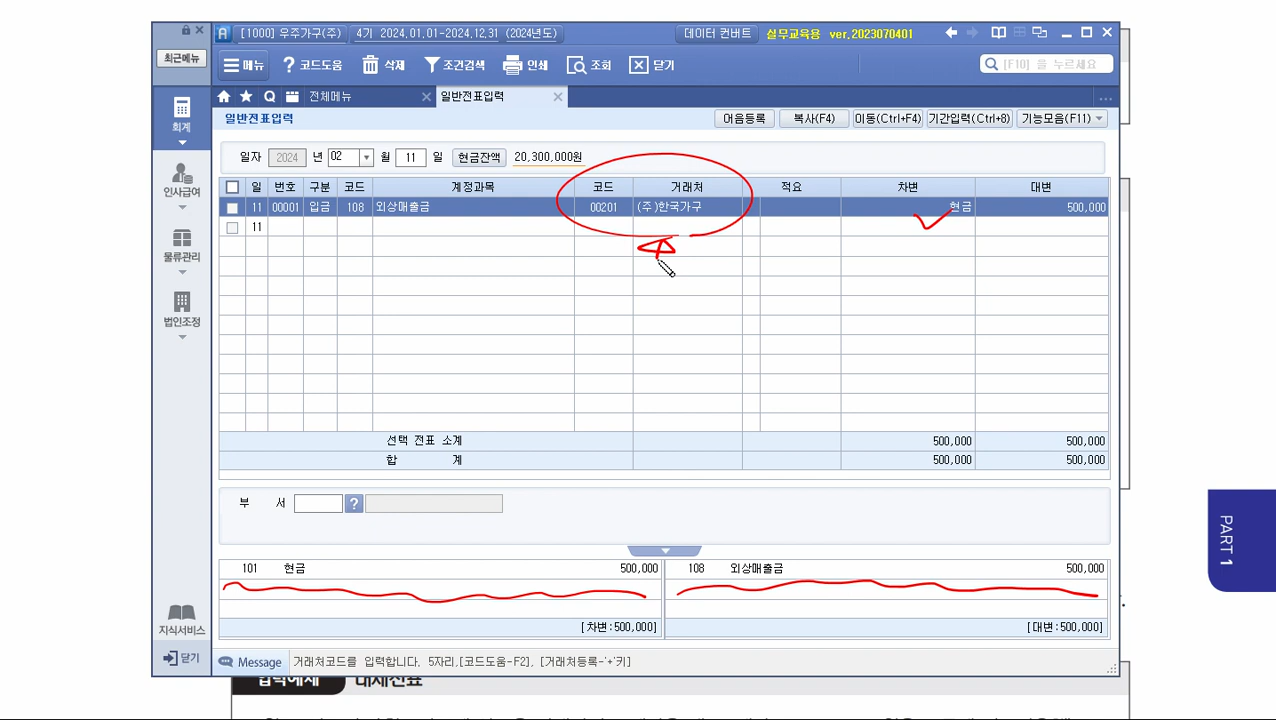 [1000] 우주가구(주) 4기 2024.01.01-2024.12.31 (2024년도) 데이터 컨버트 실무교육용 ver.2023070401
최근메뉴
메뉴 코드도움 삭제 조건검색 인쇄 조회 닫기 [F10] 을 누르세요
전체메뉴 일반전표입력
회계
인사급여
물류관리
법인조정
지식서비스
닫기
일반전표입력 어음등록 복사(F4) 이동(Ctrl+F4) 기간입력(Ctrl+8) 기능모음(F11)
일자 2024 년 02 월 11 일 현금잔액 20,300,000원
일 번호 구분 코드 계정과목 코드 거래처 적요 차변 대변
11 00001 입금 108 외상매출금 00201 (주)한국가구 현금 500,000
11
선택 전표 소계 500,000 500,000
합 계 500,000 500,000
부 서 ?
101 현금 500,000 108 외상매출금 500,000
[차변:500,000] [대변:500,000]
Message 거래처코드를 입력합니다. 5자리,[코드도움-F2], [거래처등록-'+'키]
PART 1
입력예제 대체전표